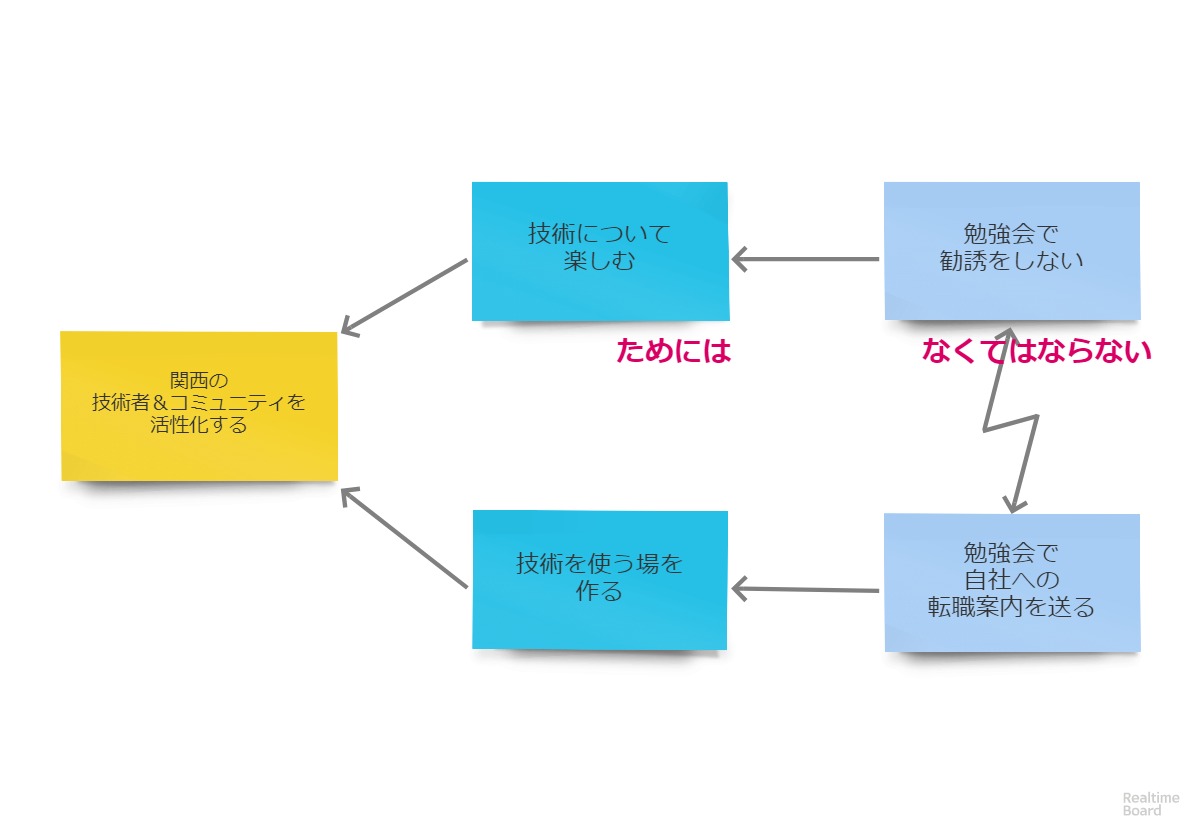 技術について
楽しむ
勉強会で
勧誘をしない
ためには
なくてはならない
関西の
技術者＆コミュニティを
活性化する
技術を使う場を
作る
勉強会で
自社への
転職案内を送る
Realtime
Board